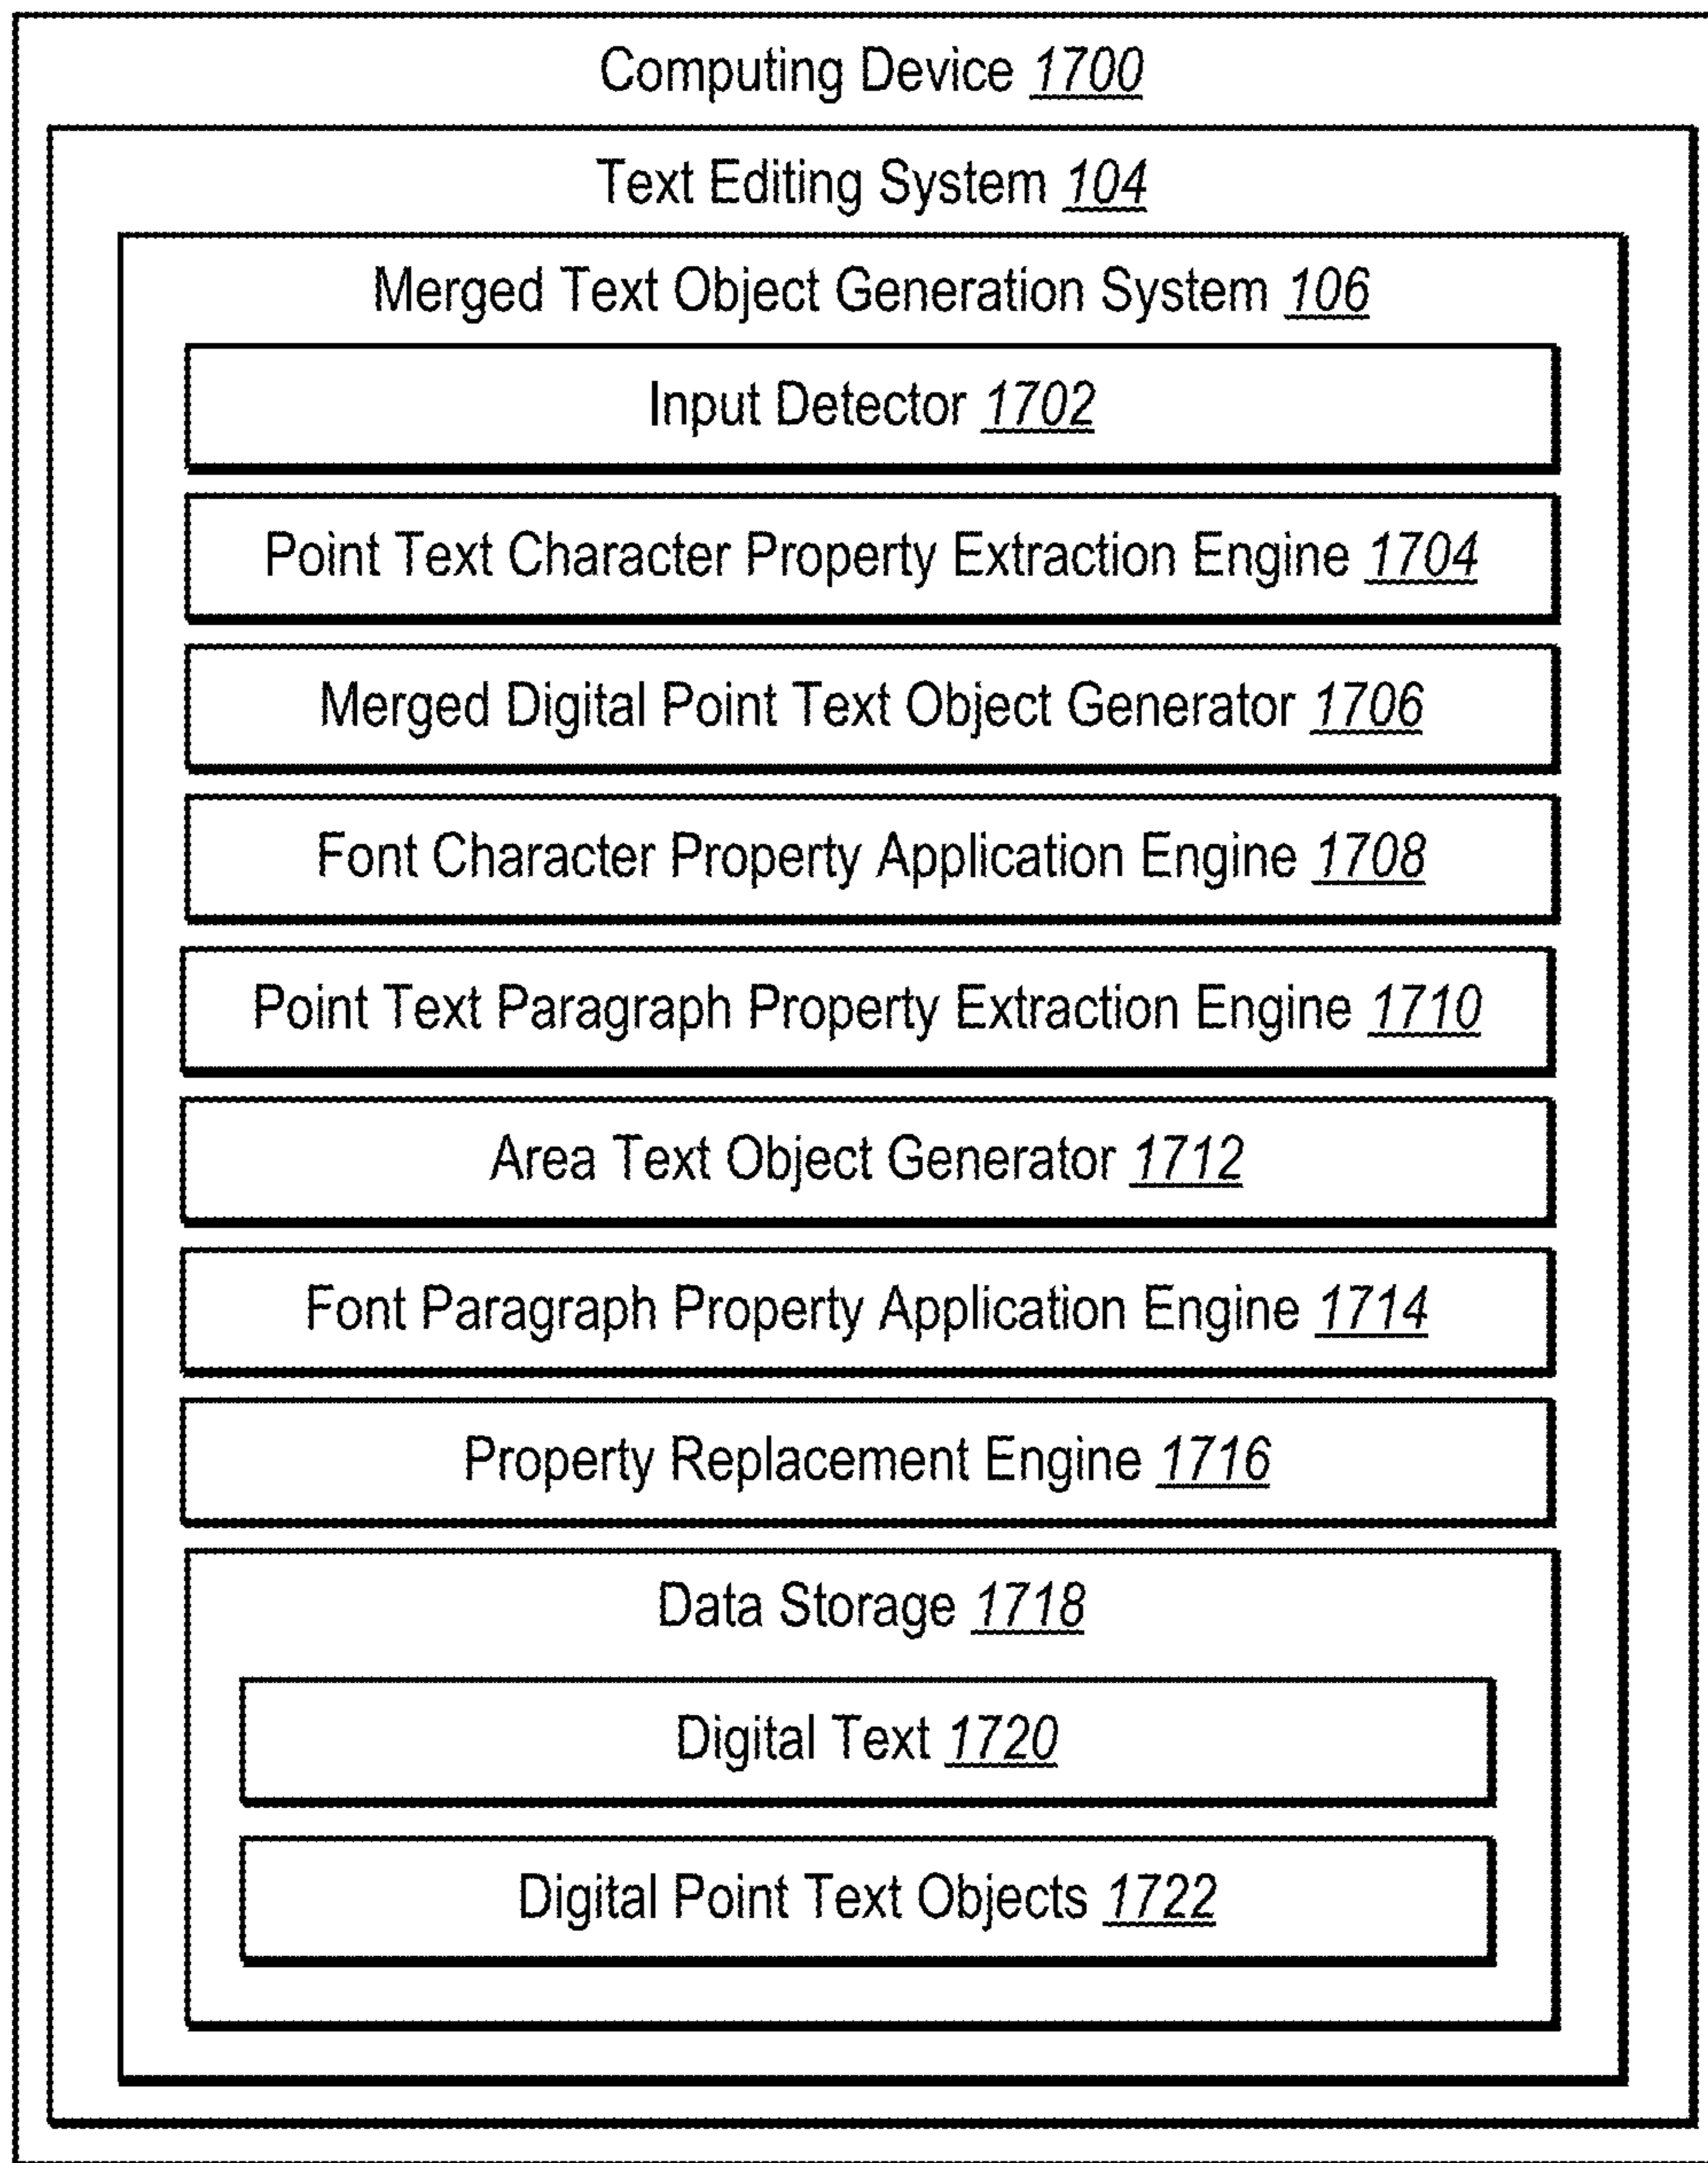 Computing Device 1700
Text Editing System 104
Merged Text Object Generation System 106
Input Detector 1702
Point Text Character Property Extraction Engine 1704
Merged Digital Point Text Object Generator 1706
Font Character Property Application Engine 1708
Point Text Paragraph Property Extraction Engine 1710
Area Text Object Generator 1712
Font Paragraph Property Application Engine 1714
Property Replacement Engine 1716
Data Storage 1718
Digital Text 1720
Digital Point Text Objects 1722